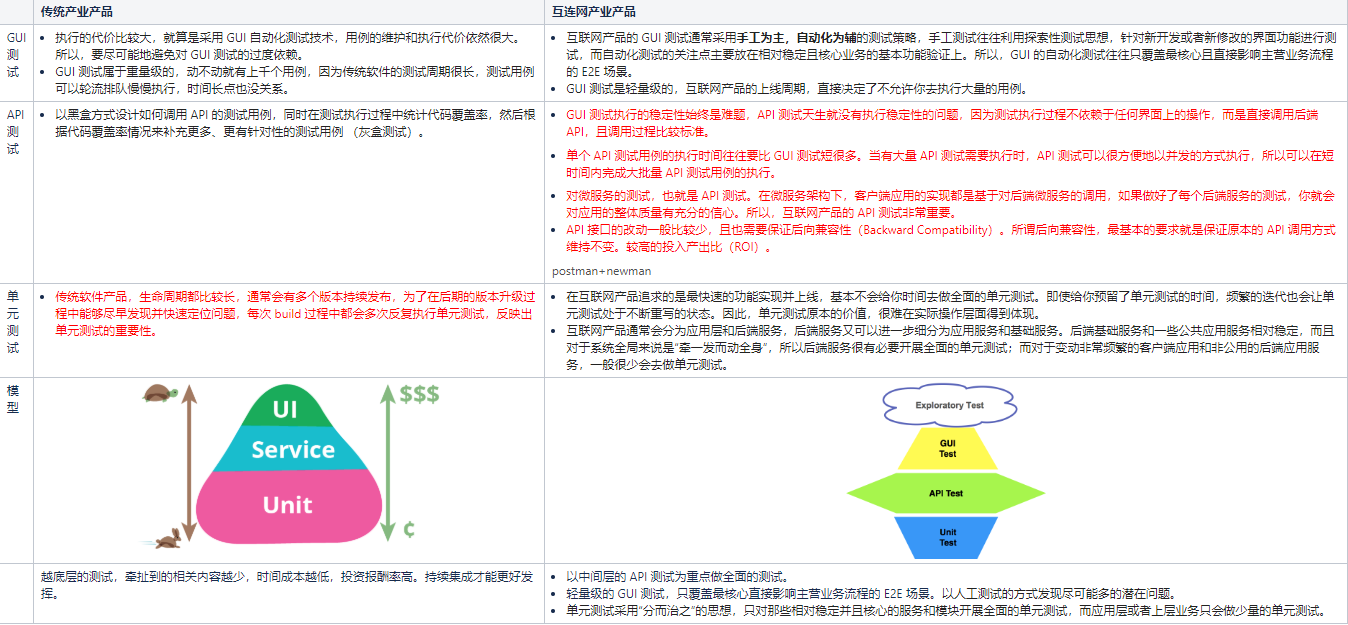 传统产业产品
互连网产业产品
GUI
测
试
执行的代价比较大，就算是采用 GUI 自动化测试技术，用例的维护和执行代价依然很大。
所以，要尽可能地避免对 GUI 测试的过度依赖。
GUI 测试属于重量级的，动不动就有上千个用例，因为传统软件的测试周期很长，测试用例
可以轮流排队慢慢执行，时间长点也没关系。
互联网产品的 GUI 测试通常采用手工为主，自动化为辅的测试策略，手工测试往往利用探索性测试思想，针对新开发或者新修改的界面功能进行测
试，而自动化测试的关注点主要放在相对稳定且核心业务的基本功能验证上。所以，GUI 的自动化测试往往只覆盖最核心且直接影响主营业务流程
的 E2E 场景。
GUI 测试是轻量级的，互联网产品的上线周期，直接决定了不允许你去执行大量的用例。
API
测
试
以黑盒方式设计如何调用 API 的测试用例，同时在测试执行过程中统计代码覆盖率，然后根
据代码覆盖率情况来补充更多、更有针对性的测试用例 （灰盒测试）。
GUI 测试执行的稳定性始终是难题，API 测试天生就没有执行稳定性的问题，因为测试执行过程不依赖于任何界面上的操作，而是直接调用后端
API，且调用过程比较标准。
单个 API 测试用例的执行时间往往要比 GUI 测试短很多。当有大量 API 测试需要执行时，API 测试可以很方便地以并发的方式执行，所以可以在短
时间内完成大批量 API 测试用例的执行。
对微服务的测试，也就是 API 测试。在微服务架构下，客户端应用的实现都是基于对后端微服务的调用，如果做好了每个后端服务的测试，你就会
对应用的整体质量有充分的信心。所以，互联网产品的 API 测试非常重要。
API 接口的改动一般比较少，且也需要保证后向兼容性（Backward Compatibility）。所谓后向兼容性，最基本的要求就是保证原本的 API 调用方式
维持不变。较高的投入产出比（ROI）。
postman+newman
单
元
测
试
传统软件产品，生命周期都比较长，通常会有多个版本持续发布，为了在后期的版本升级过
程中能够尽早发现并快速定位问题，每次 build 过程中都会多次反复执行单元测试，反映出
单元测试的重要性。
在互联网产品追求的是最快速的功能实现并上线，基本不会给你时间去做全面的单元测试。即使给你预留了单元测试的时间，频繁的迭代也会让单
元测试处于不断重写的状态。因此，单元测试原本的价值，很难在实际操作层面得到体现。
互联网产品通常会分为应用层和后端服务，后端服务又可以进一步细分为应用服务和基础服务。后端基础服务和一些公共应用服务相对稳定，而且
对于系统全局来说是“牵一发而动全身”，所以后端服务很有必要开展全面的单元测试；而对于变动非常频繁的客户端应用和非公用的后端应用服
务，一般很少会去做单元测试。
模
型
UI
Service
Unit
$$$
¢
Exploratory Test
GUI
Test
API Test
Unit
Test
越底层的测试，牵扯到的相关内容越少，时间成本越低，投资报酬率高。持续集成才能更好发
挥。
以中间层的 API 测试为重点做全面的测试。
轻量级的 GUI 测试，只覆盖最核心直接影响主营业务流程的 E2E 场景。以人工测试的方式发现尽可能多的潜在问题。
单元测试采用“分而治之”的思想，只对那些相对稳定并且核心的服务和模块开展全面的单元测试，而应用层或者上层业务只会做少量的单元测试。